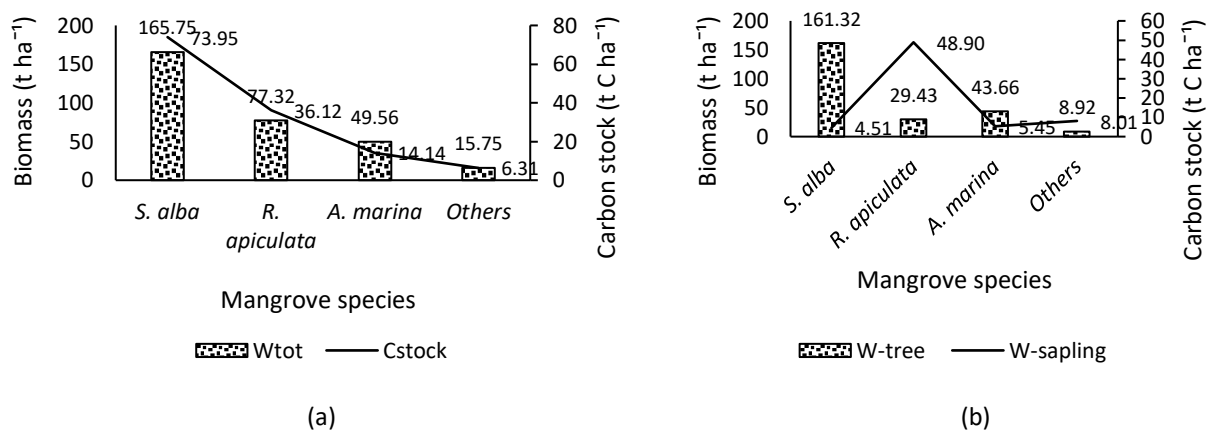 Biomass (t ha⁻¹)
200
150
100
50
0
165.75
73.95
77.32
36.12
49.56
14.14
15.75
6.31
80
60
40
20
0
Carbon stock (t C ha⁻¹)
S. alba
R. apiculata
A. marina
Others
Mangrove species
Wtot
Cstock
(a)
Biomass (t ha⁻¹)
200
150
100
50
0
161.32
4.51
29.43
48.90
43.66
5.45
8.92
8.01
60
50
40
30
20
10
0
Carbon stock (t C ha⁻¹)
S. alba
R. apiculata
A. marina
Others
Mangrove species
W-tree
W-sapling
(b)